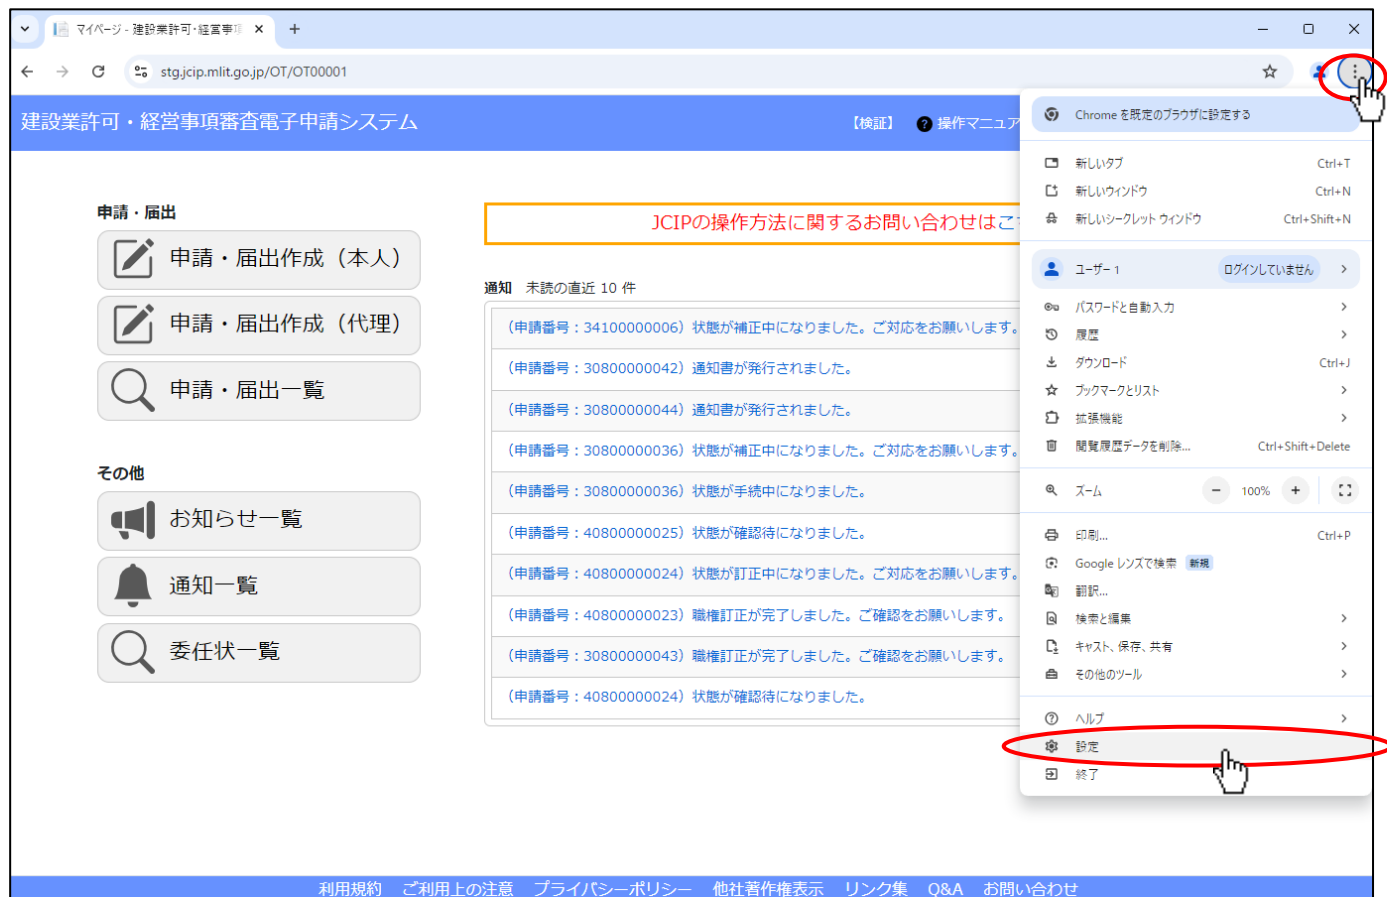 マイページ - 建設業許可・経営事項
stg.jcip.mlit.go.jp/OT/OT00001
建設業許可・経営事項審査電子申請システム
【検証】 ? 操作マニュア
申請・届出
申請・届出作成（本人）
申請・届出作成（代理）
申請・届出一覧
その他
お知らせ一覧
通知一覧
委任状一覧
JCIPの操作方法に関するお問い合わせはこ
通知 未読の直近 10 件
（申請番号：34100000006）状態が補正中になりました。ご対応をお願いします。
（申請番号：30800000042）通知書が発行されました。
（申請番号：30800000044）通知書が発行されました。
（申請番号：30800000036）状態が補正中になりました。ご対応をお願いします。
（申請番号：30800000036）状態が手続中になりました。
（申請番号：40800000025）状態が確認待になりました。
（申請番号：40800000024）状態が訂正中になりました。ご対応をお願いします。
（申請番号：40800000023）職権訂正が完了しました。ご確認をお願いします。
（申請番号：30800000043）職権訂正が完了しました。ご確認をお願いします。
（申請番号：40800000024）状態が確認待になりました。
Chrome を既定のブラウザに設定する
新しいタブ Ctrl+T
新しいウィンドウ Ctrl+N
新しいシークレット ウィンドウ Ctrl+Shift+N
ユーザー 1 ログインしていません
パスワードと自動入力
履歴
ダウンロード Ctrl+J
ブックマークとリスト
拡張機能
閲覧履歴データを削除... Ctrl+Shift+Delete
ズーム − 100% +
印刷... Ctrl+P
Google レンズで検索 新規
翻訳...
検索と編集
キャスト、保存、共有
その他のツール
ヘルプ
設定
終了
利用規約 ご利用上の注意 プライバシーポリシー 他社著作権表示 リンク集 Q&A お問い合わせ